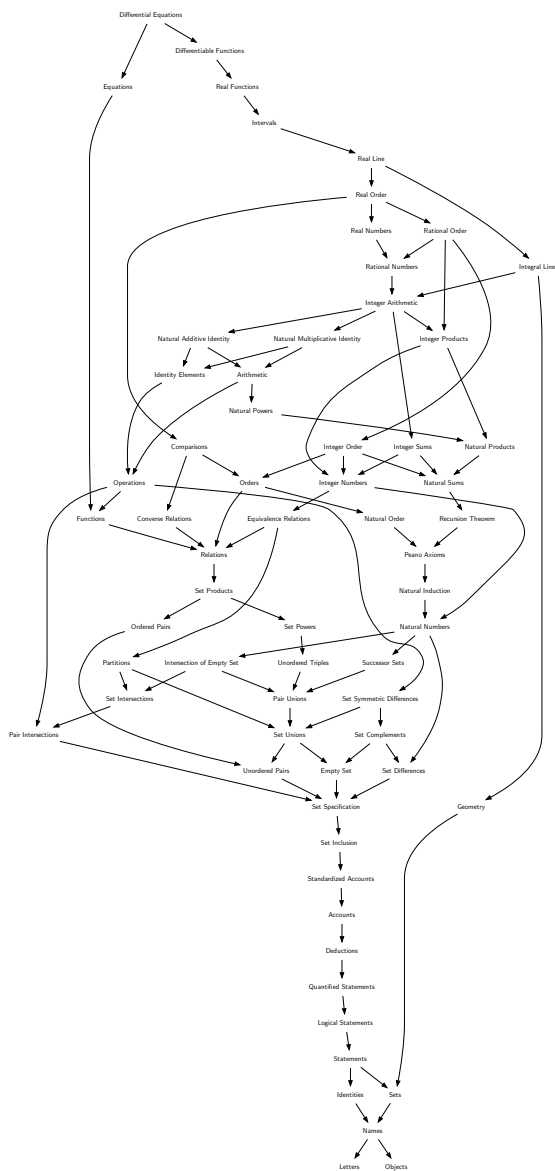 Differential Equations
Differentiable Functions
Equations
Real Functions
Intervals
Real Line
Real Order
Real Numbers
Rational Order
Rational Numbers
Integral Line
Integer Arithmetic
Natural Additive Identity
Natural Multiplicative Identity
Integer Products
Identity Elements
Arithmetic
Natural Powers
Comparisons
Integer Order
Integer Sums
Natural Products
Operations
Orders
Integer Numbers
Natural Sums
Functions
Converse Relations
Equivalence Relations
Natural Order
Recursion Theorem
Relations
Peano Axioms
Set Products
Natural Induction
Ordered Pairs
Set Powers
Natural Numbers
Partitions
Intersection of Empty Set
Unordered Triples
Successor Sets
Set Intersections
Pair Unions
Set Symmetric Differences
Pair Intersections
Set Unions
Set Complements
Unordered Pairs
Empty Set
Set Differences
Set Specification
Geometry
Set Inclusion
Standardized Accounts
Accounts
Deductions
Quantified Statements
Logical Statements
Statements
Identities
Sets
Names
Letters
Objects